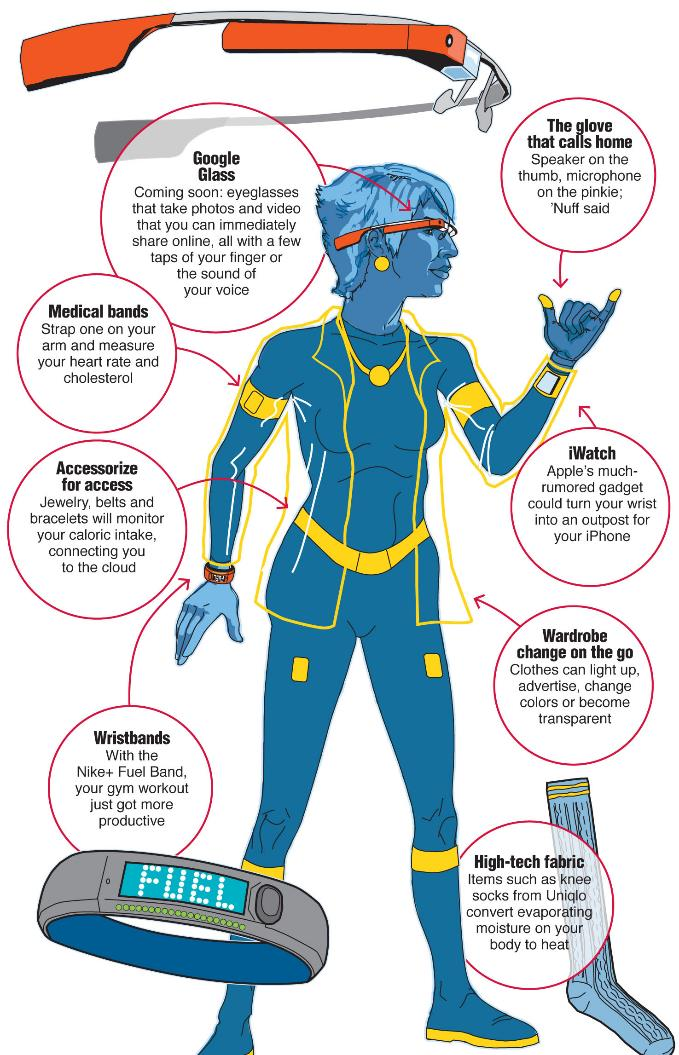 Google
Glass
Coming soon: eyeglasses
that take photos and video
that you can immediately
share online, all with a few
taps of your finger or
the sound of
your voice
The glove
that calls home
Speaker on the
thumb, microphone
on the pinkie;
’Nuff said
Medical bands
Strap one on your
arm and measure
your heart rate and
cholesterol
iWatch
Apple’s much-
rumored gadget
could turn your wrist
into an outpost for
your iPhone
Accessorize
for access
Jewelry, belts and
bracelets will monitor
your caloric intake,
connecting you
to the cloud
Wardrobe
change on the go
Clothes can light up,
advertise, change
colors or become
transparent
Wristbands
With the
Nike+ Fuel Band,
your gym workout
just got more
productive
FUEL
High-tech fabric
Items such as knee
socks from Uniqlo
convert evaporating
moisture on your
body to heat